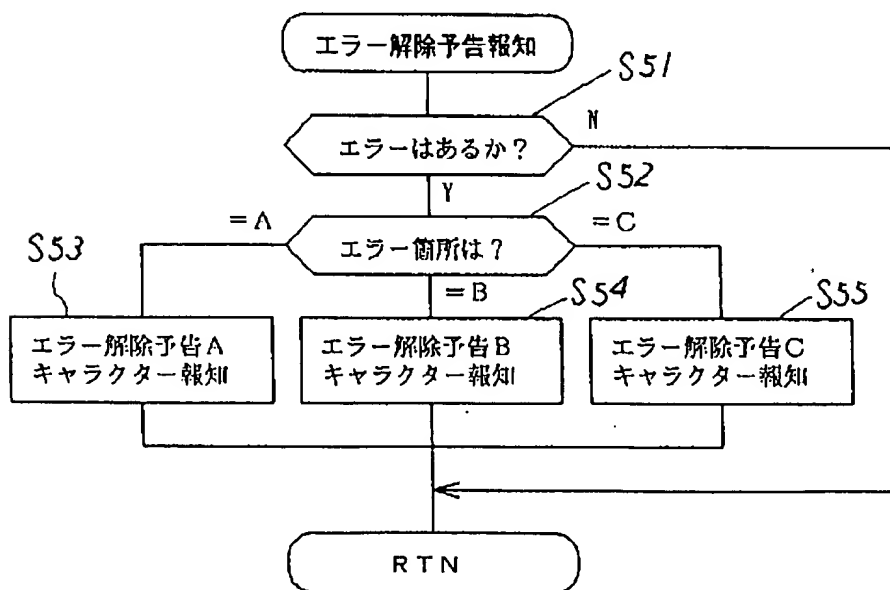 エラー解除予告報知
S51
エラーはあるか？
N
Y
S52
エラー箇所は？
＝A
＝B
＝C
S53
エラー解除予告A
キャラクター報知
S54
エラー解除予告B
キャラクター報知
S55
エラー解除予告C
キャラクター報知
RTN